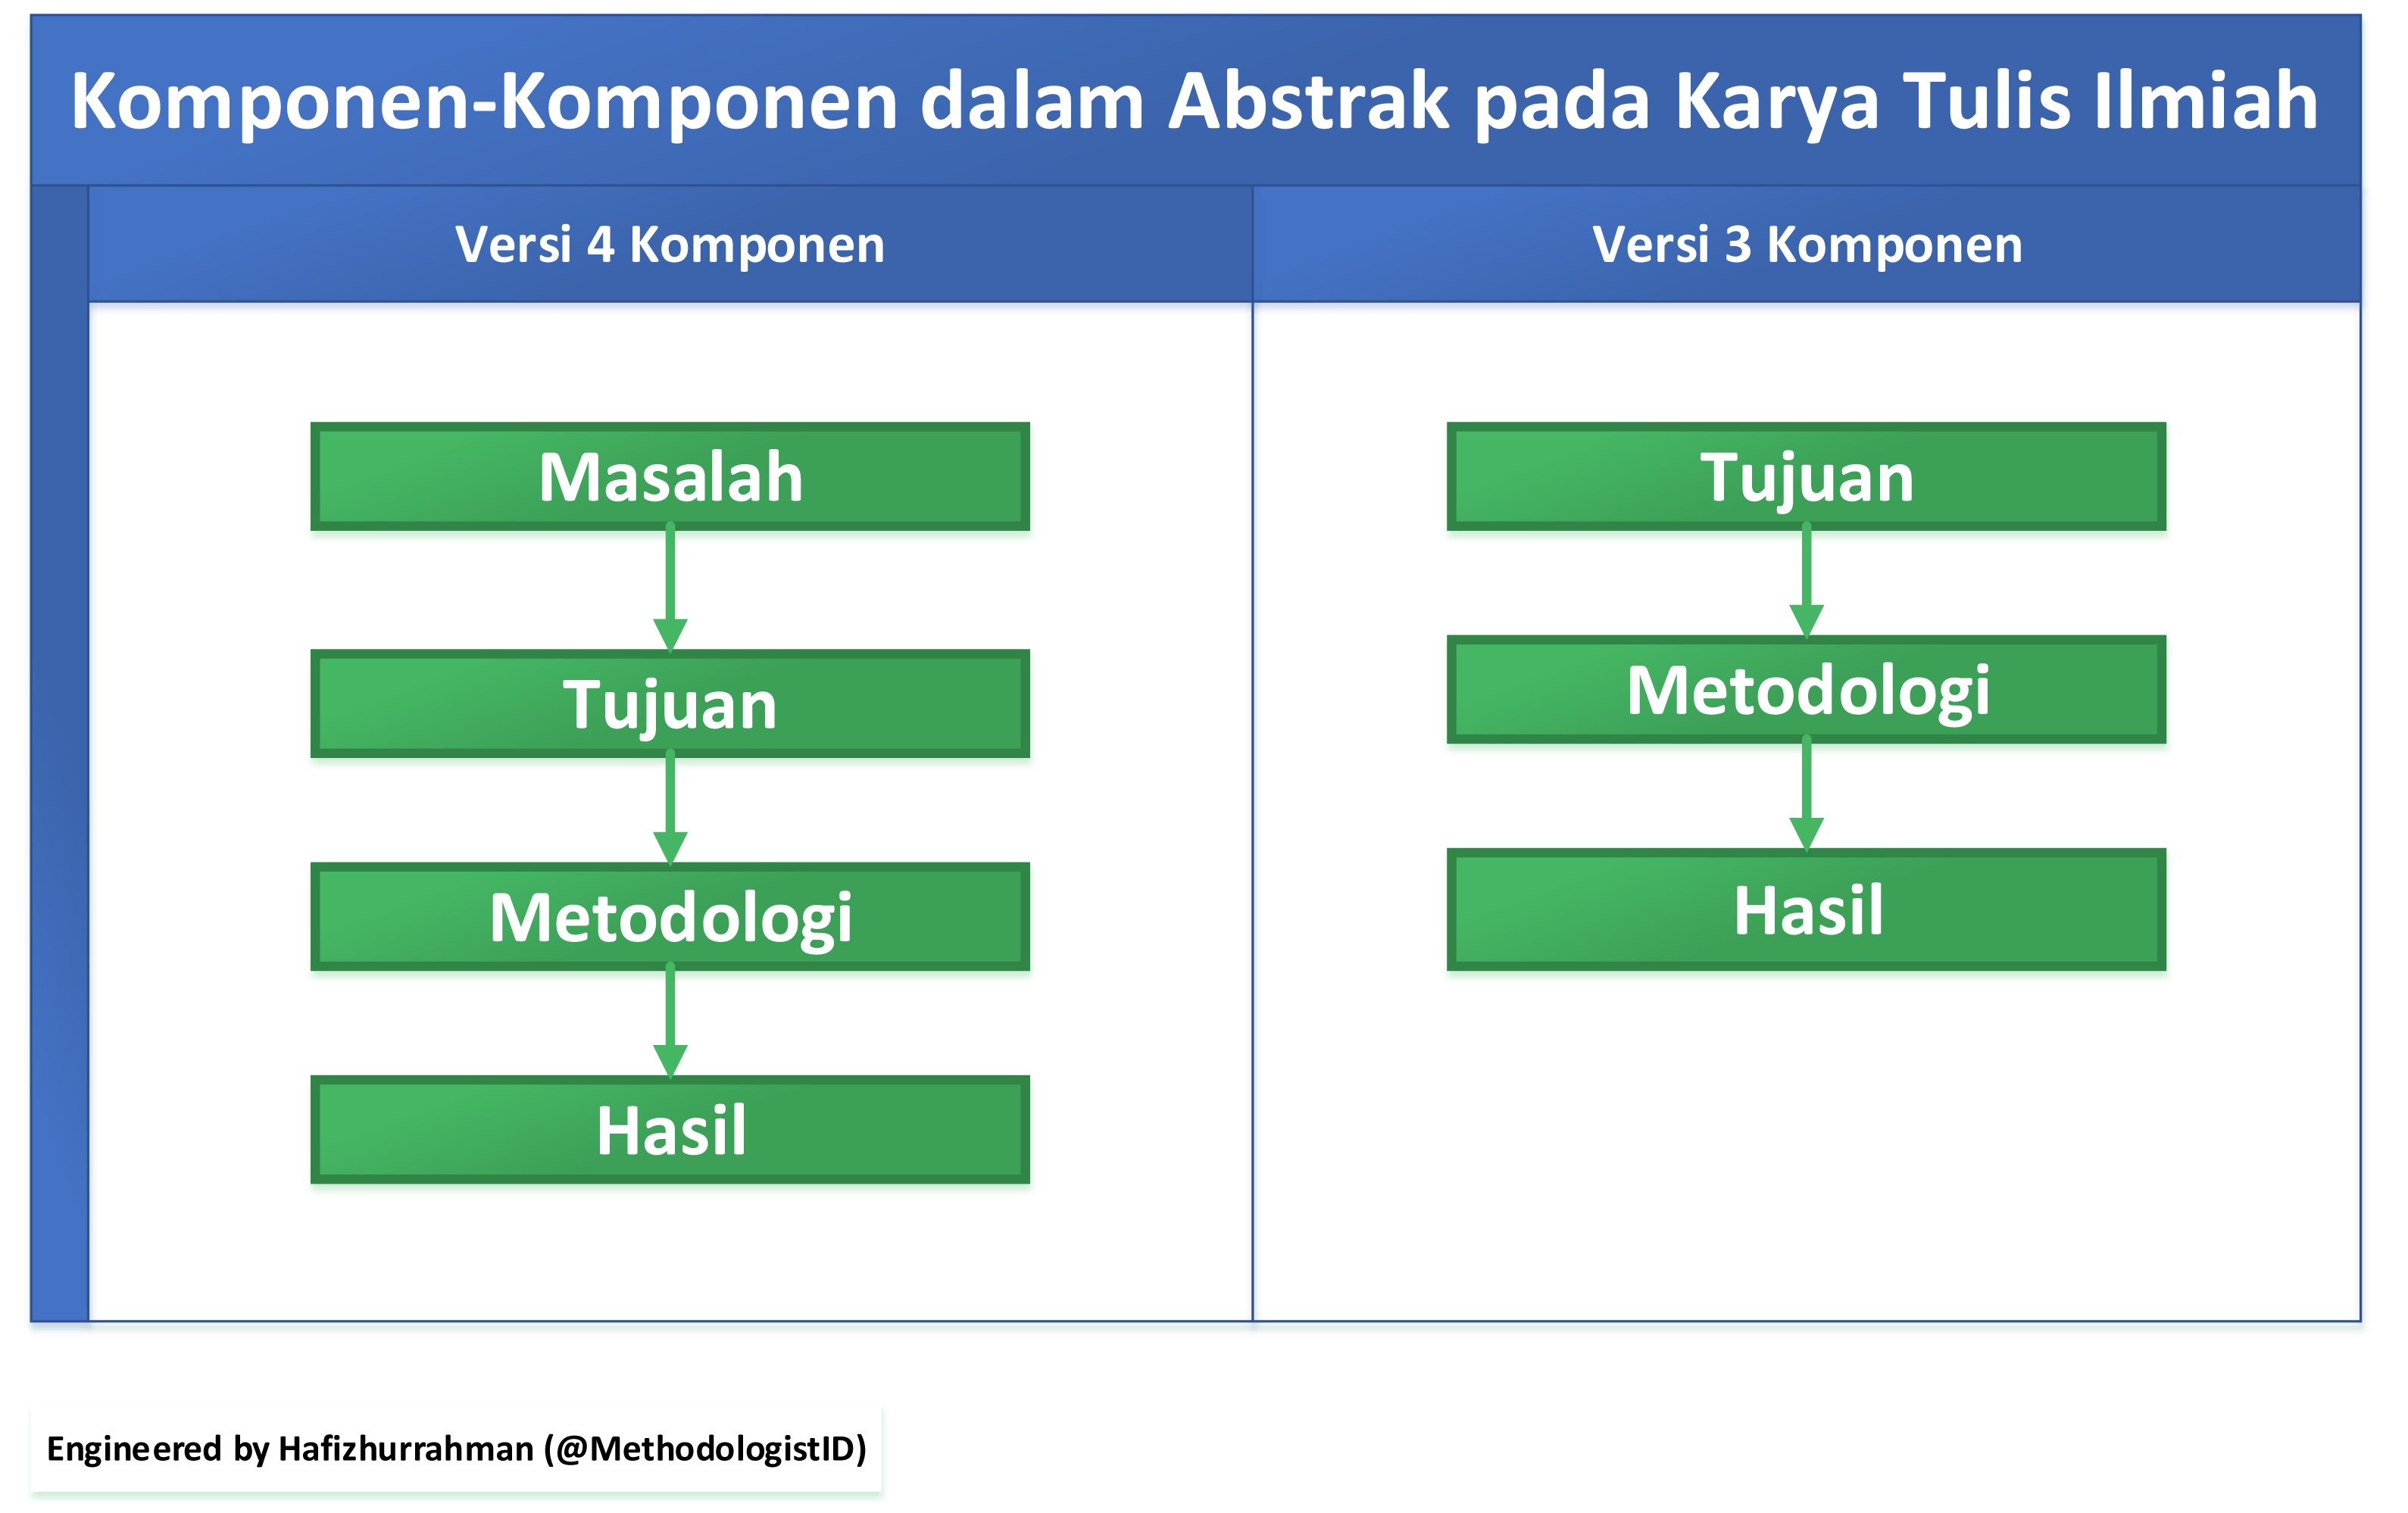 Komponen-Komponen dalam Abstrak pada Karya Tulis Ilmiah
Versi 4 Komponen
Masalah
Tujuan
Metodologi
Hasil
Versi 3 Komponen
Tujuan
Metodologi
Hasil
Engineered by Hafizhurrahman (@MethodologistID)